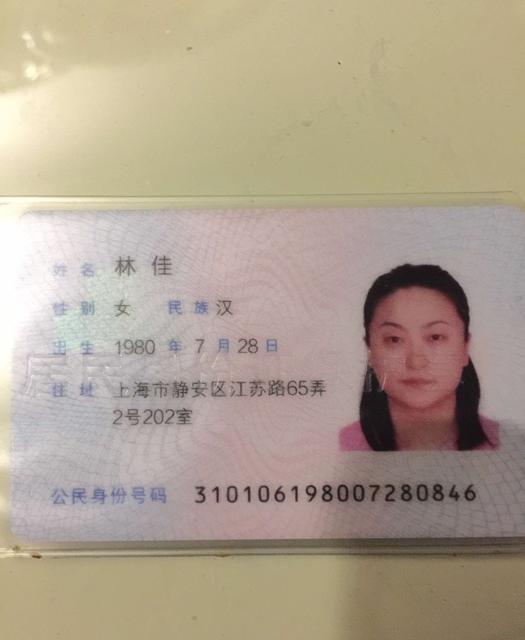 姓名 林佳
性别 女 民族 汉
出生 1980 年 7 月 28 日
住址 上海市静安区江苏路65弄
2号202室
公民身份号码 310106198007280846